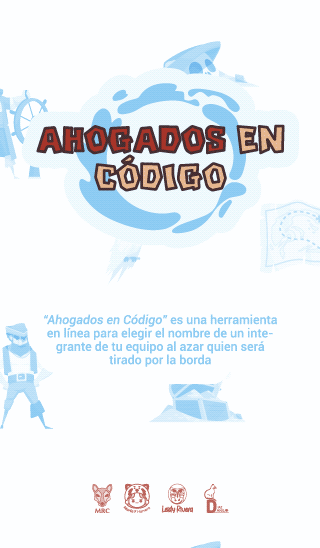 AHOGADOS EN
CÓDIGO
“Ahogados en Código” es una herramienta
en línea para elegir el nombre de un inte-
grante de tu equipo al azar quien será
tirado por la borda
MRC
Leidy Rivera